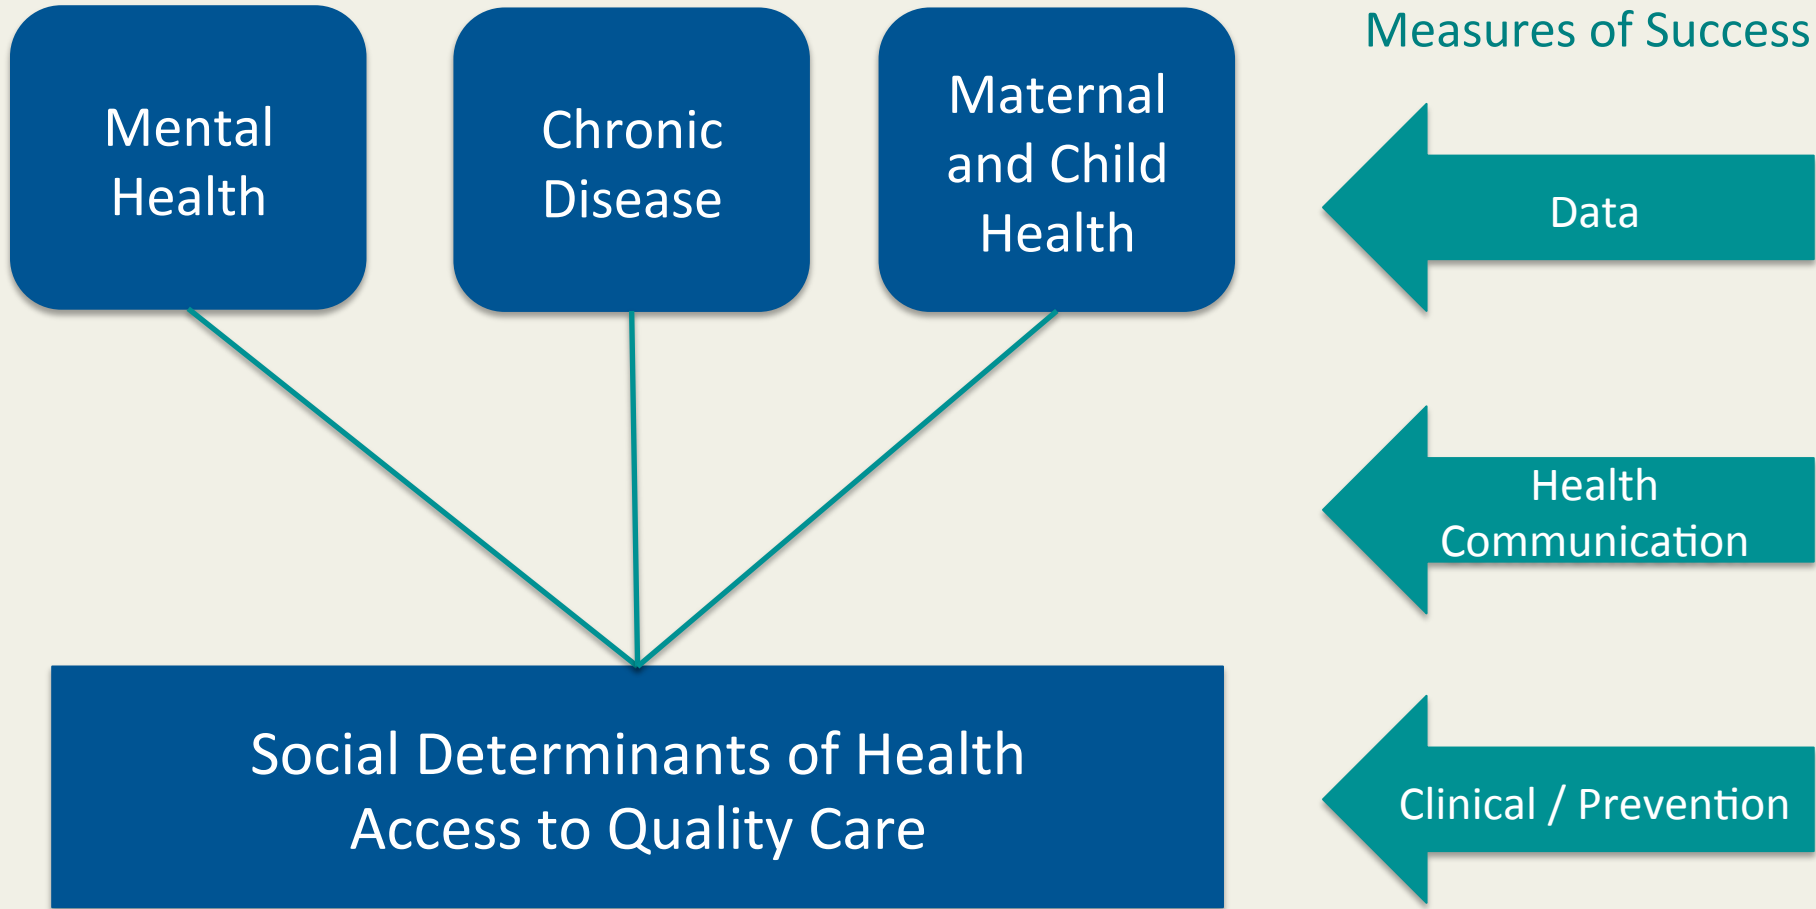 Mental
Health
Chronic
Disease
Maternal
and Child
Health
Measures of Success
Data
Health
Communication
Clinical / Prevention
Social Determinants of Health
Access to Quality Care